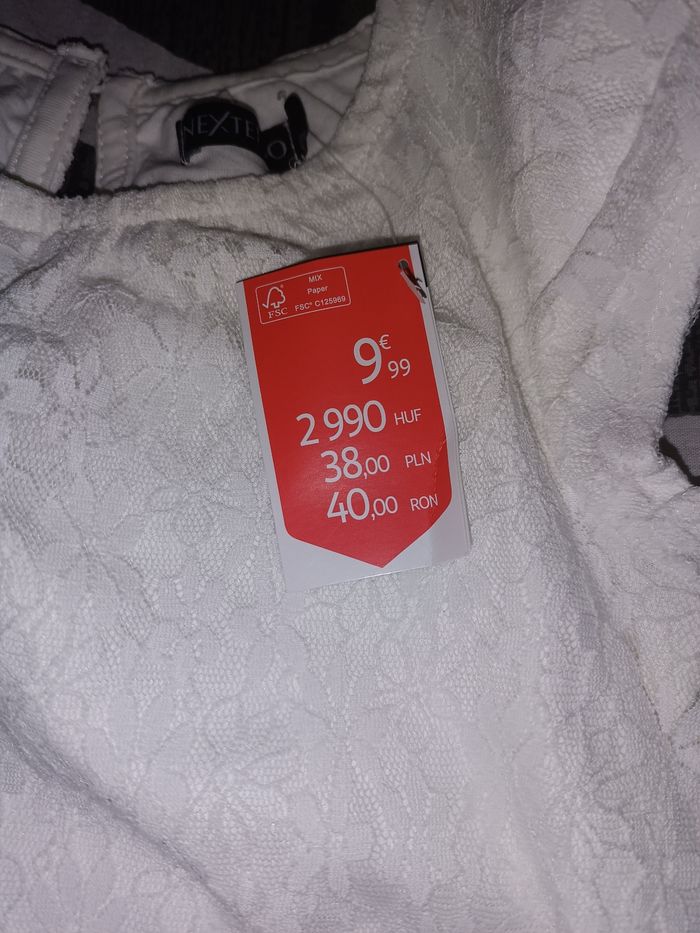 MIX
Paper
FSC
FSC® C125969
9€99
2 990 HUF
38,00 PLN
40,00 RON